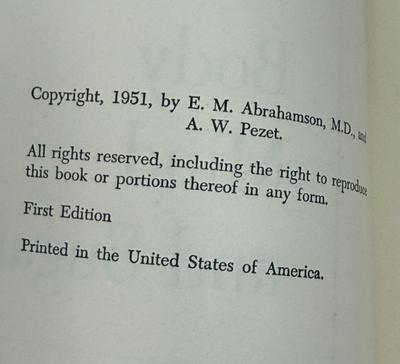 Copyright, 1951, by E. M. Abrahamson, M.D., and
A. W. Pezet.
All rights reserved, including the right to reproduce
this book or portions thereof in any form.
First Edition
Printed in the United States of America.